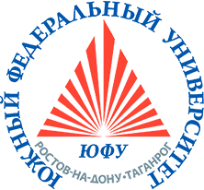 ЮЖНЫЙ ФЕДЕРАЛЬНЫЙ УНИВЕРСИТЕТ
ЮФУ
РОСТОВ-НА-ДОНУ·ТАГАНРОГ